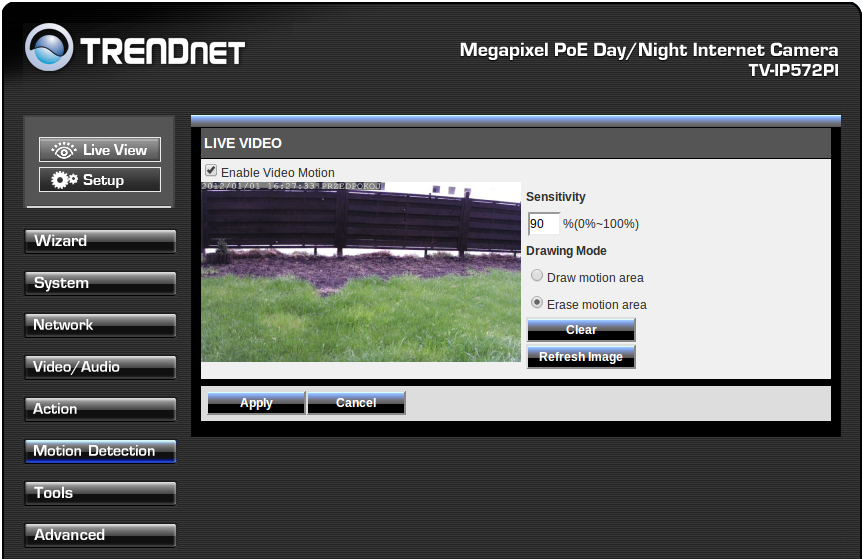 TRENDNET
Megapixel PoE Day/Night Internet Camera
TV-IP572PI
Live View
Setup
Wizard
System
Network
Video/Audio
Action
Motion Detection
Tools
Advanced
LIVE VIDEO
Enable Video Motion
2012/01/01 16:27:33 PRZEDPOKOJ
Sensitivity
90 %(0%~100%)
Drawing Mode
Draw motion area
Erase motion area
Clear
Refresh Image
Apply Cancel